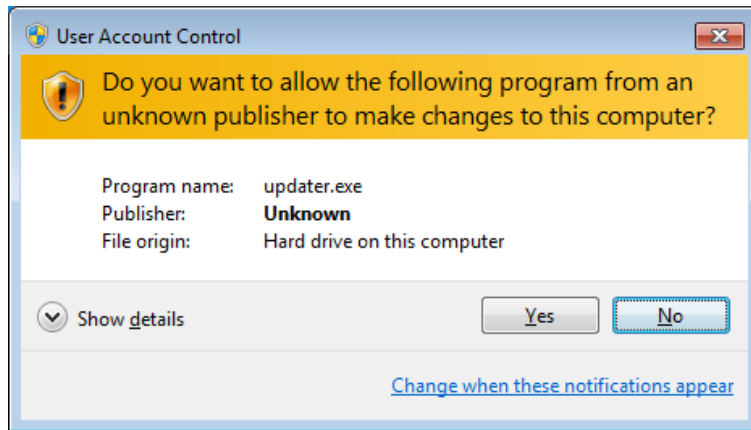 User Account Control
Do you want to allow the following program from an
unknown publisher to make changes to this computer?
Program name: updater.exe
Publisher: Unknown
File origin: Hard drive on this computer
Show details
Yes
No
Change when these notifications appear